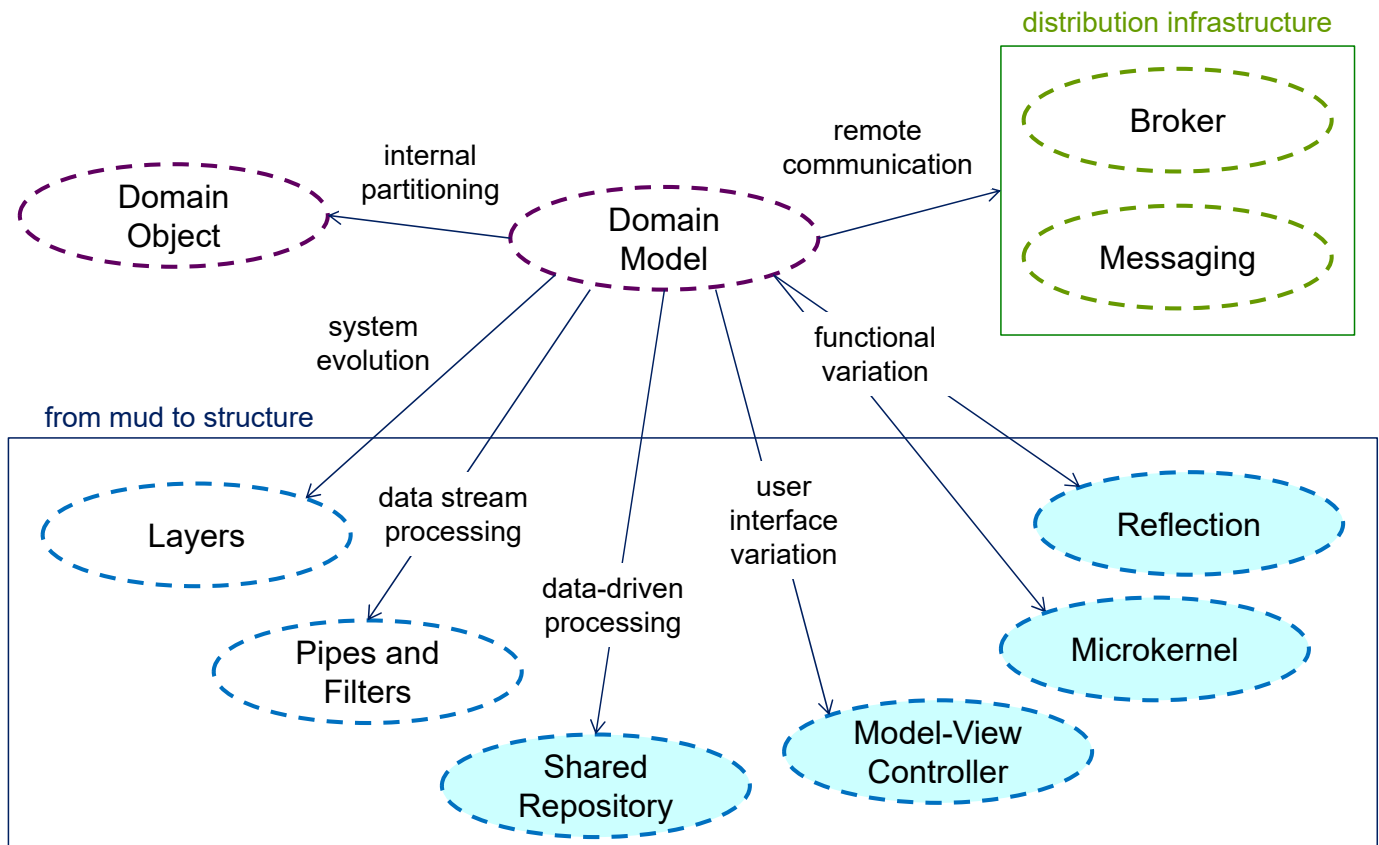 distribution infrastructure
Broker
remote
communication
internal
partitioning
Domain
Object
Domain
Model
Messaging
system
evolution
functional
variation
from mud to structure
Layers
data stream
processing
user
interface
variation
Reflection
data-driven
processing
Pipes and
Filters
Microkernel
Shared
Repository
Model-View
Controller